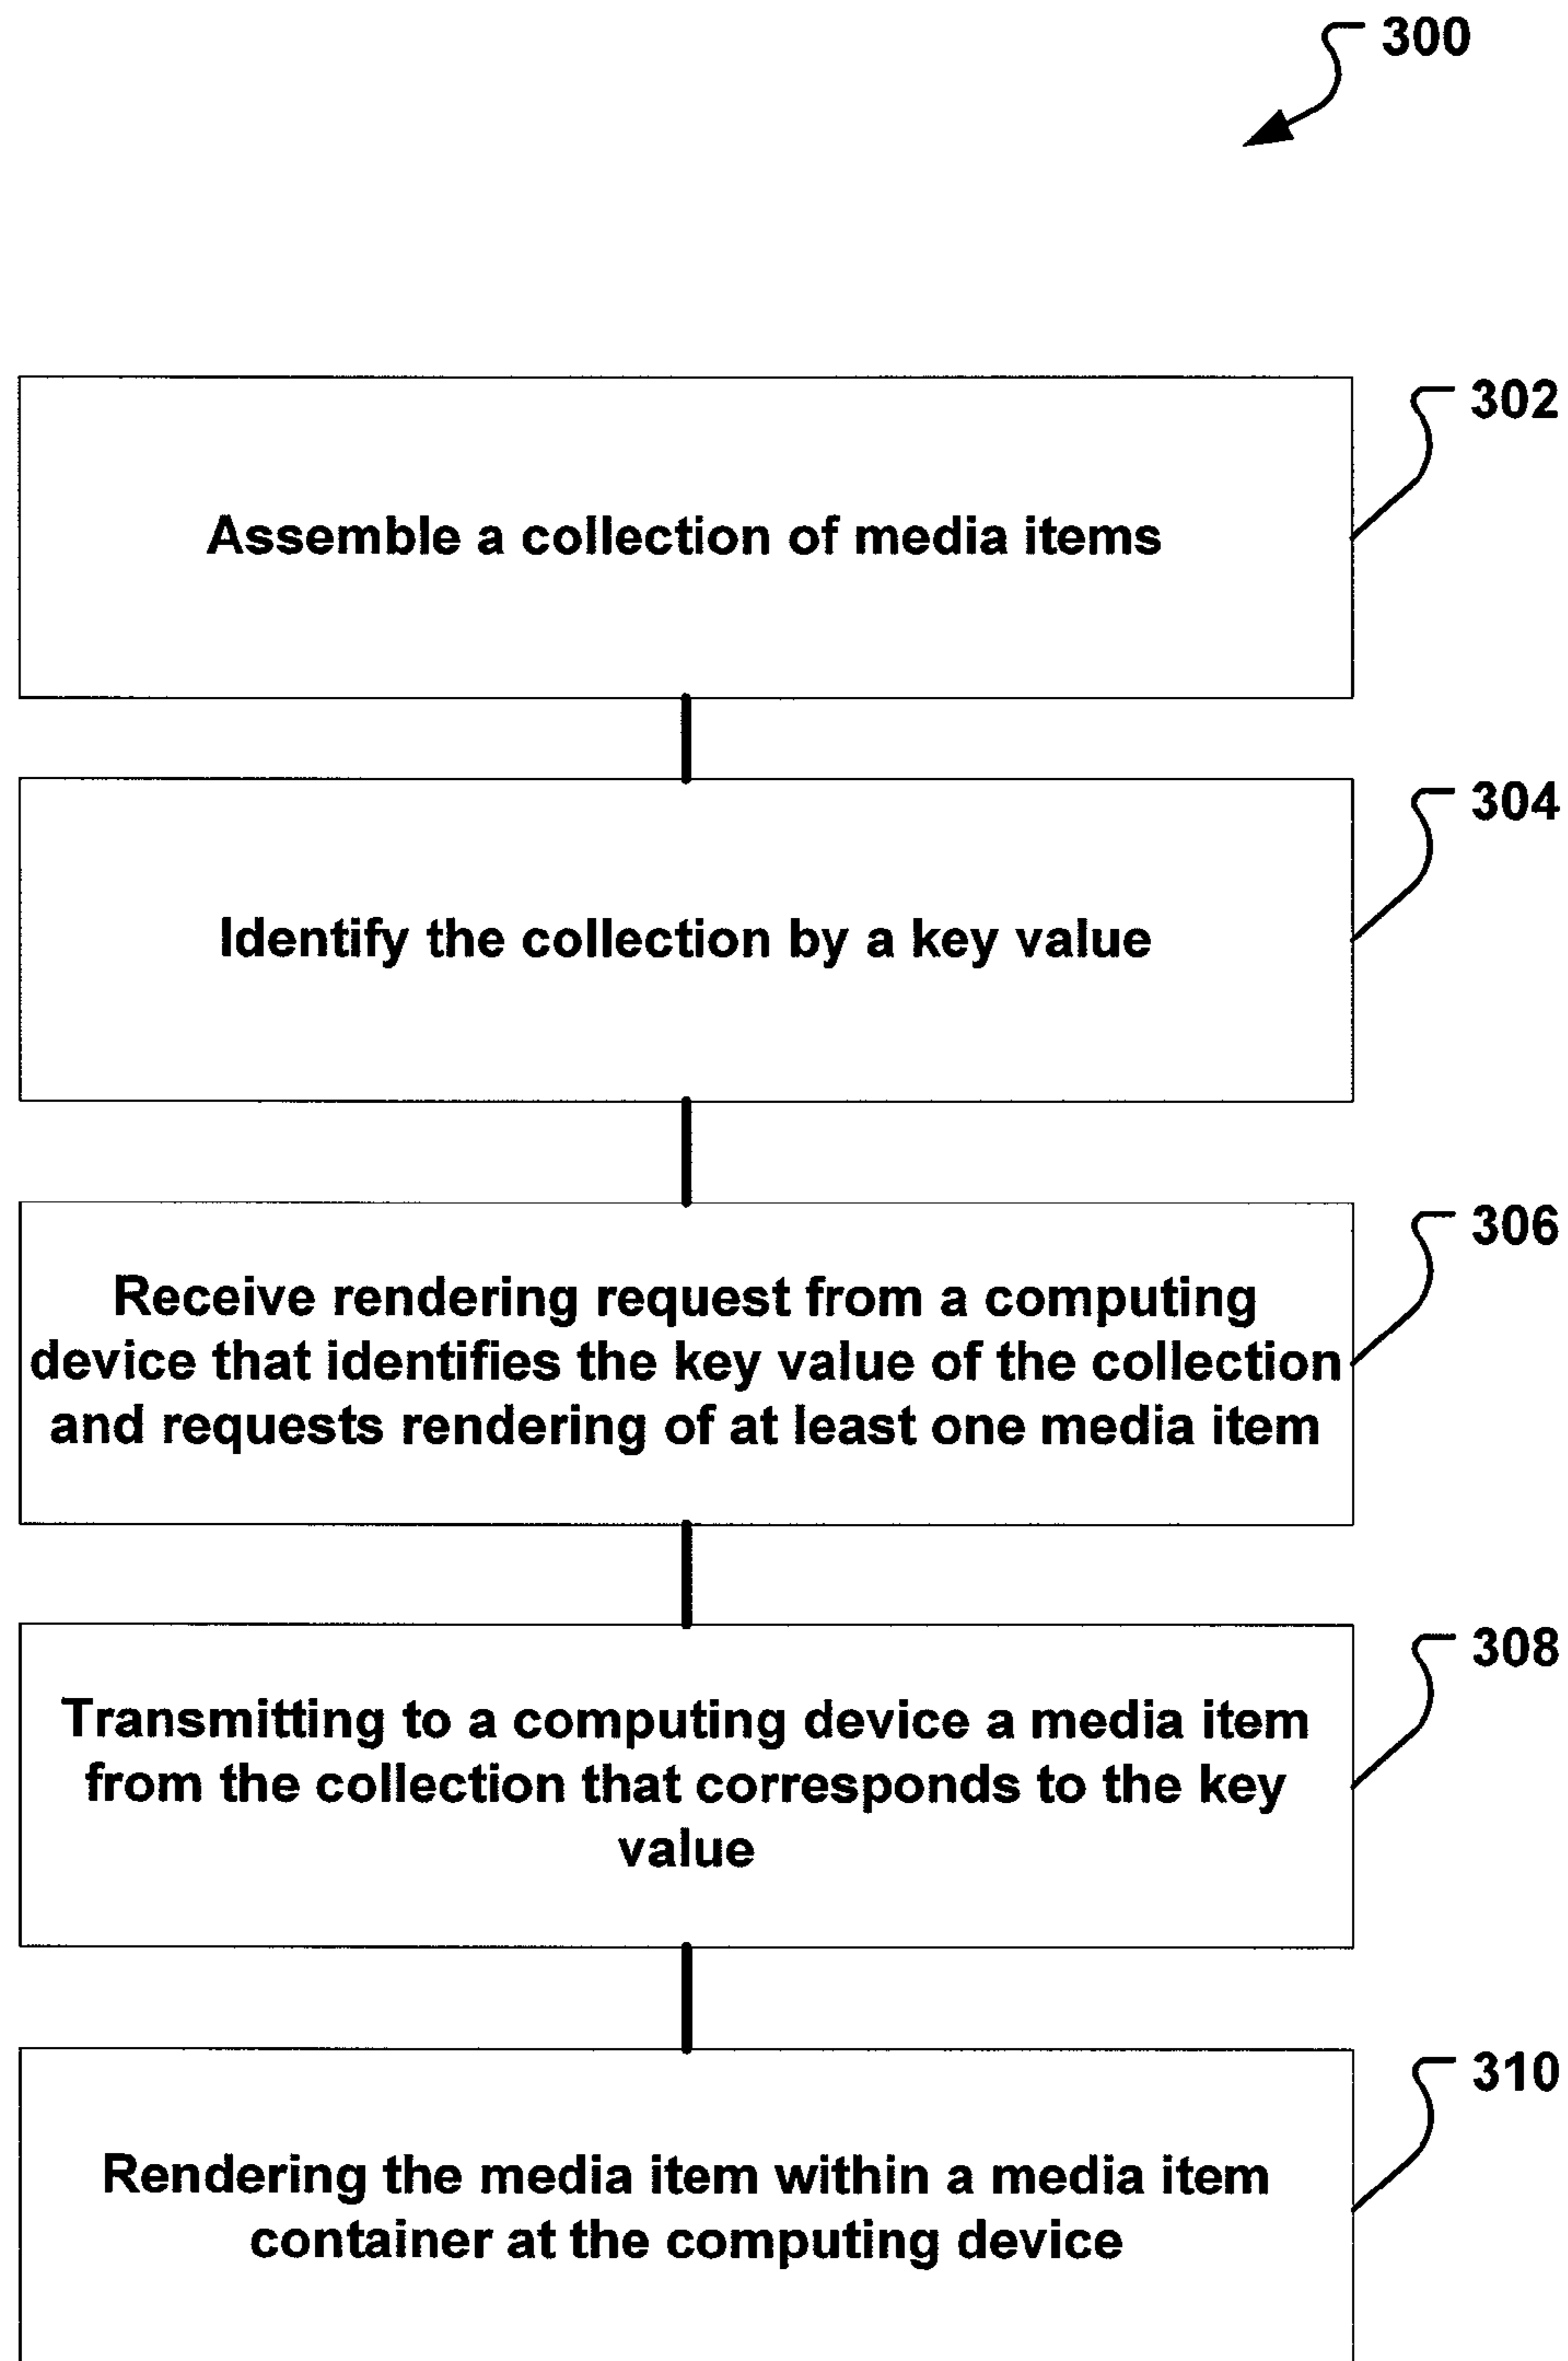 300
302
Assemble a collection of media items
304
Identify the collection by a key value
306
Receive rendering request from a computing
device that identifies the key value of the collection
and requests rendering of at least one media item
308
Transmitting to a computing device a media item
from the collection that corresponds to the key
value
310
Rendering the media item within a media item
container at the computing device